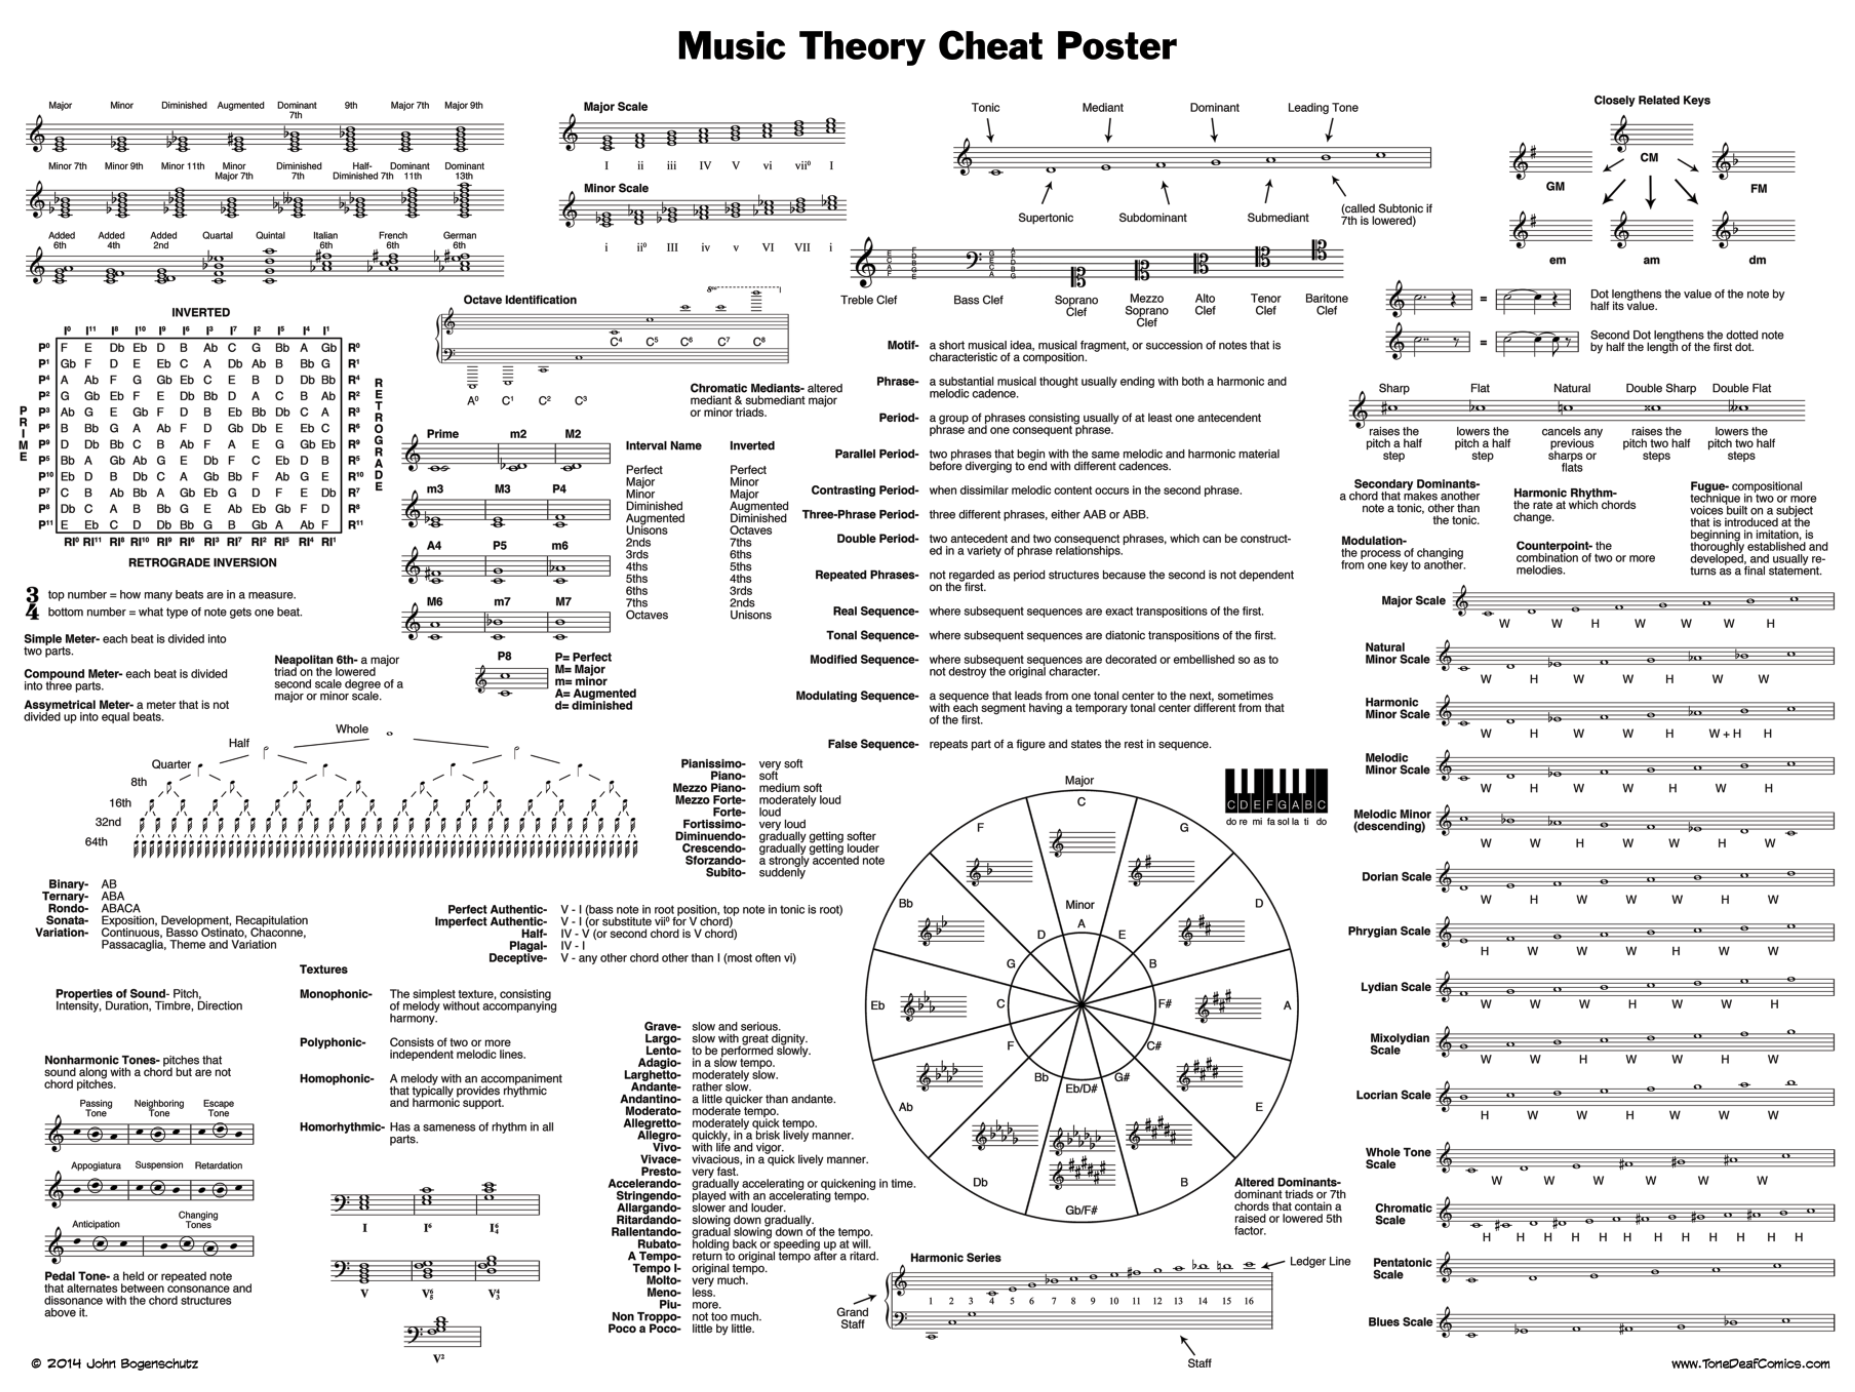 Music Theory Cheat Poster
Major Minor Diminished Augmented Dominant 7th 9th Major 7th Major 9th
Minor 7th Minor 9th Minor 11th Minor Major 7th Diminished 7th Half-Diminished 7th Dominant 11th Dominant 13th
Added 6th Added 4th Added 2nd Quartal Quintal Italian 6th French 6th German 6th
Major Scale
I ii iii IV V vi vii⁰ I
Minor Scale
i ii⁰ III iv v VI VII i
Tonic Mediant Dominant Leading Tone
Supertonic Subdominant Submediant
(called Subtonic if
7th is lowered)
Closely Related Keys
CM
GM FM
em am dm
Treble Clef Bass Clef Soprano Clef Mezzo Soprano Clef Alto Clef Tenor Clef Baritone Clef
= Dot lengthens the value of the note by
half its value.
= Second Dot lengthens the dotted note
by half the length of the first dot.
INVERTED
I⁰ I¹¹ I⁸ I¹⁰ I⁹ I⁶ I³ I⁷ I² I⁵ I⁴ I¹
P⁰ F E Db Eb D B Ab C G Bb A Gb R⁰
P¹ Gb F D E Eb C A Db Ab B Bb G R¹
P⁴ A Ab F G Gb Eb C E B D Db Bb R⁴
P² G Gb Eb F E Db Bb D A C B Ab R²
P³ Ab G E Gb F D B Eb Bb Db C A R³
P⁶ B Bb G A Ab F D Gb Db E Eb C R⁶
P⁹ D Db Bb C B Ab F A E G Gb Eb R⁹
P⁵ Bb A Gb Ab G E Db F C Eb D B R⁵
P¹⁰ Eb D B Db C A Gb Bb F Ab G E R¹⁰
P⁷ C B Ab Bb A Gb Eb G D F E Db R⁷
P⁸ Db C A B Bb G E Ab Eb Gb F D R⁸
P¹¹ E Eb C D Db Bb G B Gb A Ab F R¹¹
RI⁰ RI¹¹ RI⁸ RI¹⁰ RI⁹ RI⁶ RI³ RI⁷ RI² RI⁵ RI⁴ RI¹
PRIME
RETROGRADE
RETROGRADE INVERSION
Octave Identification
8va
C⁴ C⁵ C⁶ C⁷ C⁸
A⁰ C¹ C² C³
Chromatic Mediants- altered
mediant & submediant major
or minor triads.
Prime m2 M2
m3 M3 P4
A4 P5 m6
M6 m7 M7
P8
P= Perfect
M= Major
m= minor
A= Augmented
d= diminished
Interval Name Inverted
Perfect Perfect
Major Minor
Minor Major
Diminished Augmented
Augmented Diminished
Unisons Octaves
2nds 7ths
3rds 6ths
4ths 5ths
5ths 4ths
6ths 3rds
7ths 2nds
Octaves Unisons
Motif- a short musical idea, musical fragment, or succession of notes that is
characteristic of a composition.
Phrase- a substantial musical thought usually ending with both a harmonic and
melodic cadence.
Period- a group of phrases consisting usually of at least one antecendent
phrase and one consequent phrase.
Parallel Period- two phrases that begin with the same melodic and harmonic material
before diverging to end with different cadences.
Contrasting Period- when dissimilar melodic content occurs in the second phrase.
Three-Phrase Period- three different phrases, either AAB or ABB.
Double Period- two antecedent and two consequenct phrases, which can be construct-
ed in a variety of phrase relationships.
Repeated Phrases- not regarded as period structures because the second is not dependent
on the first.
Real Sequence- where subsequent sequences are exact transpositions of the first.
Tonal Sequence- where subsequent sequences are diatonic transpositions of the first.
Modified Sequence- where subsequent sequences are decorated or embellished so as to
not destroy the original character.
Modulating Sequence- a sequence that leads from one tonal center to the next, sometimes
with each segment having a temporary tonal center different from that
of the first.
False Sequence- repeats part of a figure and states the rest in sequence.
Sharp Flat Natural Double Sharp Double Flat
raises the pitch a half step
lowers the pitch a half step
cancels any previous sharps or flats
raises the pitch two half steps
lowers the pitch two half steps
Secondary Dominants-
a chord that makes another
note a tonic, other than
the tonic.
Modulation-
the process of changing
from one key to another.
Harmonic Rhythm-
the rate at which chords
change.
Counterpoint- the
combination of two or more
melodies.
Fugue- compositional
technique in two or more
voices built on a subject
that is introduced at the
beginning in imitation, is
thoroughly established and
developed, and usually re-
turns as a final statement.
3 top number = how many beats are in a measure.
4 bottom number = what type of note gets one beat.
Simple Meter- each beat is divided into
two parts.
Compound Meter- each beat is divided
into three parts.
Assymetrical Meter- a meter that is not
divided up into equal beats.
Neapolitan 6th- a major
triad on the lowered
second scale degree of a
major or minor scale.
Whole
Half
Quarter
8th
16th
32nd
64th
Pianissimo- very soft
Piano- soft
Mezzo Piano- medium soft
Mezzo Forte- moderately loud
Forte- loud
Fortissimo- very loud
Diminuendo- gradually getting softer
Crescendo- gradually getting louder
Sforzando- a strongly accented note
Subito- suddenly
Binary- AB
Ternary- ABA
Rondo- ABACA
Sonata- Exposition, Development, Recapitulation
Variation- Continuous, Basso Ostinato, Chaconne,
Passacaglia, Theme and Variation
Perfect Authentic- V - I (bass note in root position, top note in tonic is root)
Imperfect Authentic- V - I (or substitute vii⁰ for V chord)
Half- IV - V (or second chord is V chord)
Plagal- IV - I
Deceptive- V - any other chord other than I (most often vi)
Properties of Sound- Pitch,
Intensity, Duration, Timbre, Direction
Nonharmonic Tones- pitches that
sound along with a chord but are not
chord pitches.
Passing Tone Neighboring Tone Escape Tone
Appogiatura Suspension Retardation
Anticipation Changing Tones
Pedal Tone- a held or repeated note
that alternates between consonance and
dissonance with the chord structures
above it.
Textures
Monophonic- The simplest texture, consisting
of melody without accompanying
harmony.
Polyphonic- Consists of two or more
independent melodic lines.
Homophonic- A melody with an accompaniment
that typically provides rhythmic
and harmonic support.
Homorhythmic- Has a sameness of rhythm in all
parts.
I I⁶ I⁶₄
V V⁶₅ V⁴₃
V²
Grave- slow and serious.
Largo- slow with great dignity.
Lento- to be performed slowly.
Adagio- in a slow tempo.
Larghetto- moderately slow.
Andante- rather slow.
Andantino- a little quicker than andante.
Moderato- moderate tempo.
Allegretto- moderately quick tempo.
Allegro- quickly, in a brisk lively manner.
Vivo- with life and vigor.
Vivace- vivacious, in a quick lively manner.
Presto- very fast.
Accelerando- gradually accelerating or quickening in time.
Stringendo- played with an accelerating tempo.
Allargando- slower and louder.
Ritardando- slowing down gradually.
Rallentando- gradual slowing down of the tempo.
Rubato- holding back or speeding up at will.
A Tempo- return to original tempo after a ritard.
Tempo I- original tempo.
Molto- very much.
Meno- less.
Piu- more.
Non Troppo- not too much.
Poco a Poco- little by little.
Major
C G D A E B Gb/F# Db Ab Eb Bb F
Minor
A E B F# C# G# Eb/D# Bb F C G D
C D E F G A B C
do re mi fa sol la ti do
Altered Dominants-
dominant triads or 7th
chords that contain a
raised or lowered 5th
factor.
Harmonic Series
Ledger Line
1 2 3 4 5 6 7 8 9 10 11 12 13 14 15 16
Grand Staff
Staff
Major Scale
W W H W W W H
Natural Minor Scale
W H W W H W W
Harmonic Minor Scale
W H W W H W + H H
Melodic Minor Scale
W H W W W W H
Melodic Minor (descending)
W W H W W H W
Dorian Scale
W H W W W H W
Phrygian Scale
H W W W H W W
Lydian Scale
W W W H W W H
Mixolydian Scale
W W H W W H W
Locrian Scale
H W W H W W W
Whole Tone Scale
W W W W W W
Chromatic Scale
H H H H H H H H H H H H
Pentatonic Scale
Blues Scale
© 2014 John Bogenschutz
www.ToneDeafComics.com